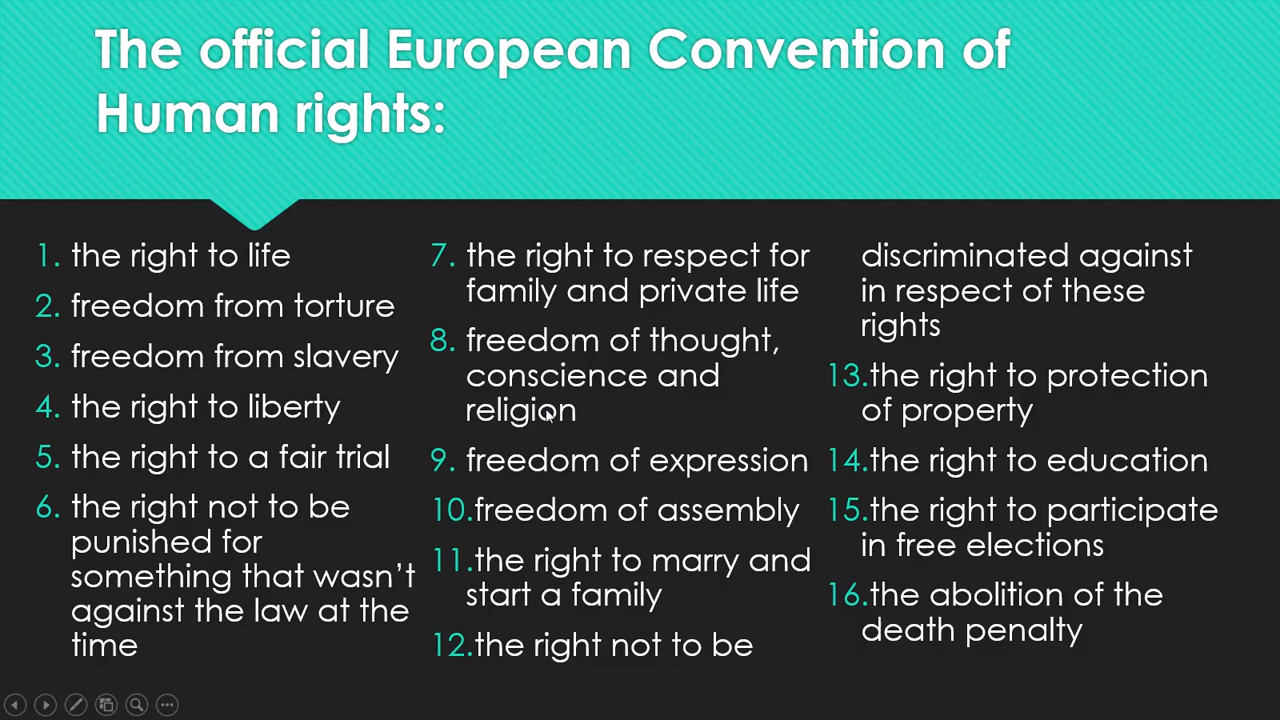 The official European Convention of
Human rights:
1. the right to life
2. freedom from torture
3. freedom from slavery
4. the right to liberty
5. the right to a fair trial
6. the right not to be
punished for
something that wasn’t
against the law at the
time
7. the right to respect for
family and private life
8. freedom of thought,
conscience and
religion
9. freedom of expression
10.freedom of assembly
11.the right to marry and
start a family
12.the right not to be
discriminated against
in respect of these
rights
13.the right to protection
of property
14.the right to education
15.the right to participate
in free elections
16.the abolition of the
death penalty